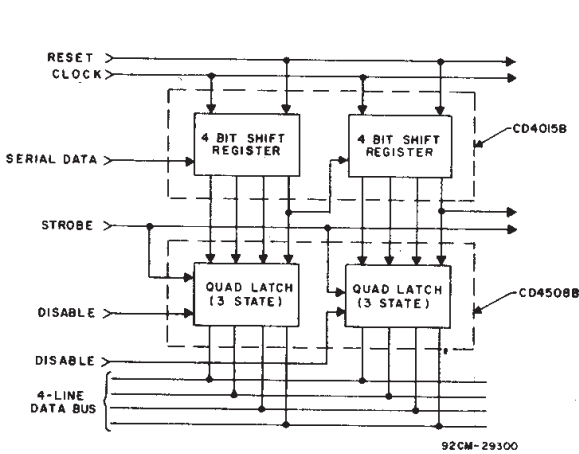 RESET
CLOCK
4 BIT SHIFT
REGISTER
4 BIT SHIFT
REGISTER
CD4015B
SERIAL DATA
STROBE
QUAD LATCH
(3 STATE)
QUAD LATCH
(3 STATE)
CD4508B
DISABLE
DISABLE
4-LINE
DATA BUS
92CM-29300